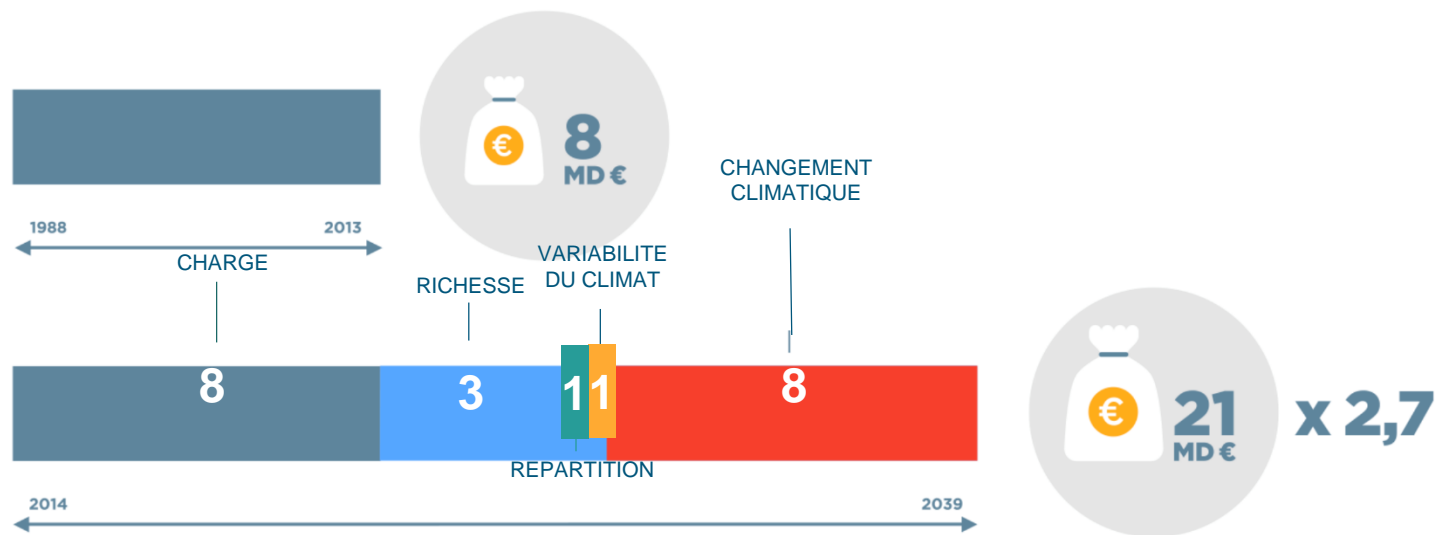 €
8
MD €
1988
2013
CHARGE
RICHESSE
VARIABILITE
DU CLIMAT
CHANGEMENT
CLIMATIQUE
8
3
1
1
8
REPARTITION
€
21
MD €
x 2,7
2014
2039